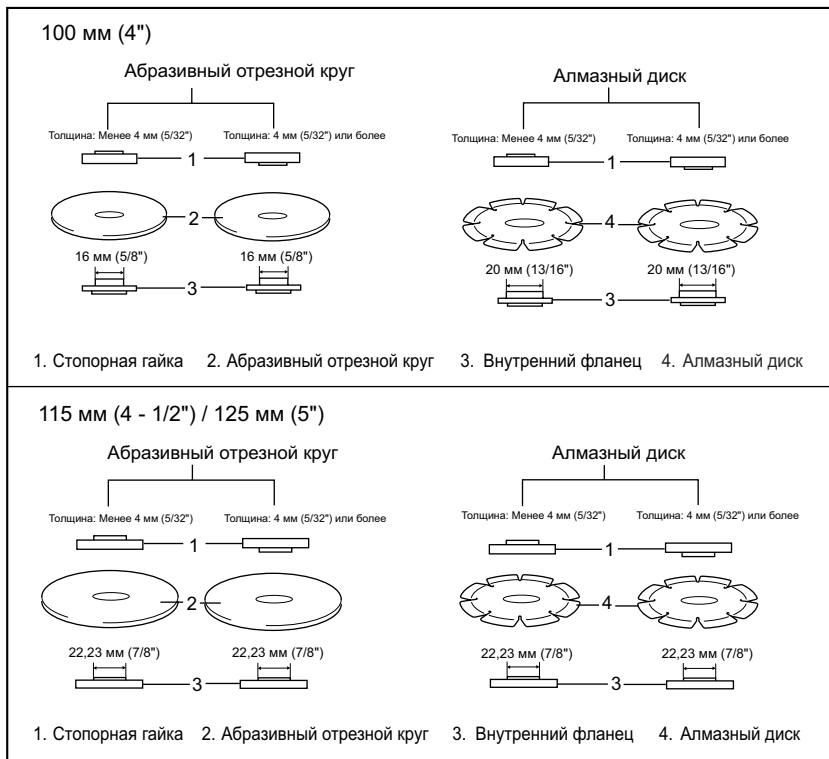 100 мм (4")
Абразивный отрезной круг
Алмазный диск
Толщина: Менее 4 мм (5/32") Толщина: 4 мм (5/32") или более
Толщина: Менее 4 мм (5/32") Толщина: 4 мм (5/32") или более
1
1
2
4
16 мм (5/8") 16 мм (5/8")
20 мм (13/16") 20 мм (13/16")
3
3
1. Стопорная гайка 2. Абразивный отрезной круг 3. Внутренний фланец 4. Алмазный диск
115 мм (4 - 1/2") / 125 мм (5")
Абразивный отрезной круг
Алмазный диск
Толщина: Менее 4 мм (5/32") Толщина: 4 мм (5/32") или более
Толщина: Менее 4 мм (5/32") Толщина: 4 мм (5/32") или более
1
1
2
4
22,23 мм (7/8") 22,23 мм (7/8")
22,23 мм (7/8") 22,23 мм (7/8")
3
3
1. Стопорная гайка 2. Абразивный отрезной круг 3. Внутренний фланец 4. Алмазный диск